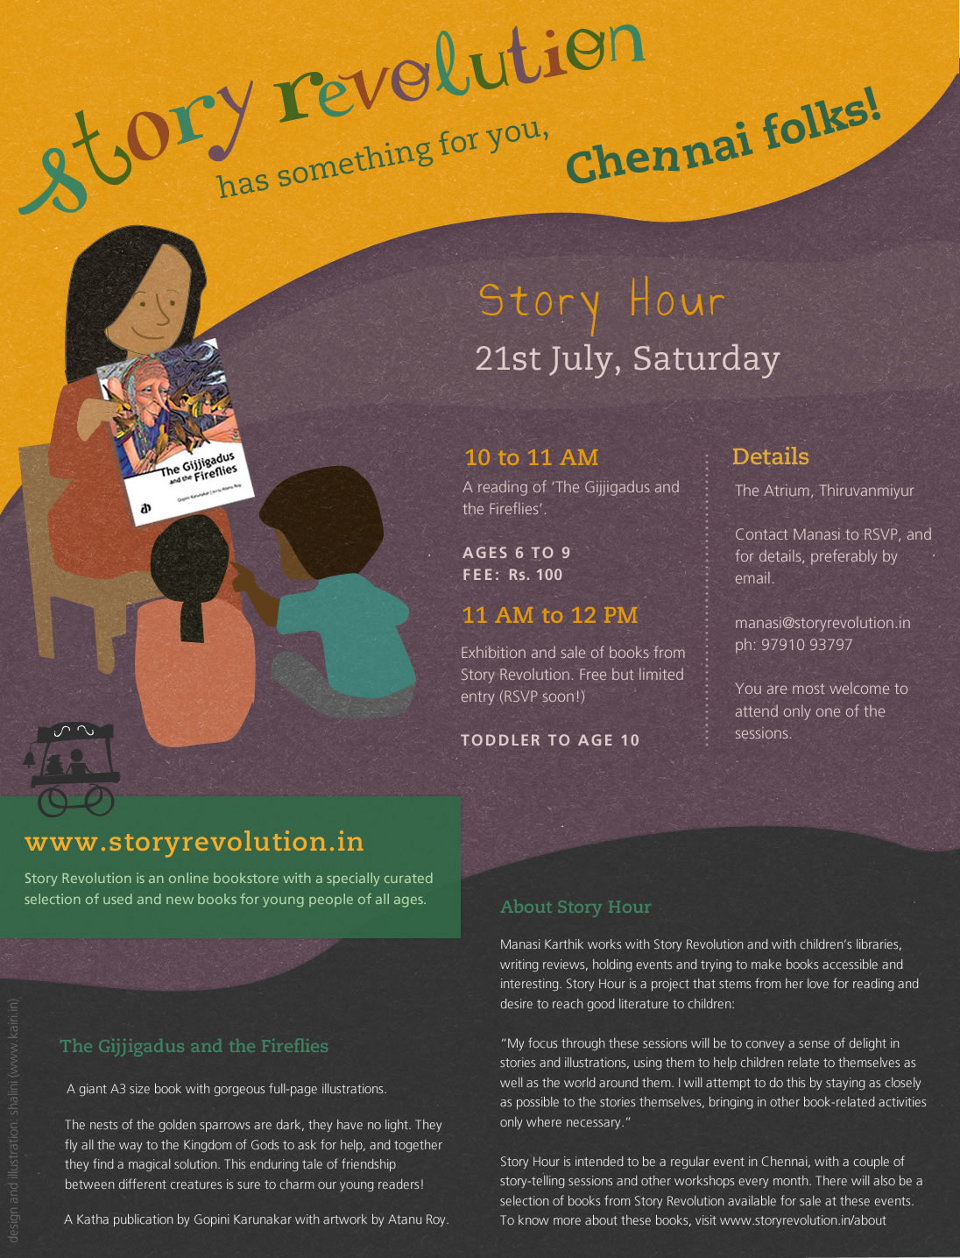 story revolution
has something for you,
Chennai folks!
Story Hour
21st July, Saturday
The Gijjigadus
and the Fireflies
10 to 11 AM
A reading of ‘The Gijjigadus and
the Fireflies’.
AGES 6 TO 9
FEE: Rs. 100
11 AM to 12 PM
Exhibition and sale of books from
Story Revolution. Free but limited
entry (RSVP soon!)
TODDLER TO AGE 10
Details
The Atrium, Thiruvanmiyur
Contact Manasi to RSVP, and
for details, preferably by
email.
manasi@storyrevolution.in
ph: 97910 93797
You are most welcome to
attend only one of the
sessions.
www.storyrevolution.in
Story Revolution is an online bookstore with a specially curated
selection of used and new books for young people of all ages.
The Gijjigadus and the Fireflies
A giant A3 size book with gorgeous full-page illustrations.
The nests of the golden sparrows are dark, they have no light. They
fly all the way to the Kingdom of Gods to ask for help, and together
they find a magical solution. This enduring tale of friendship
between different creatures is sure to charm our young readers!
A Katha publication by Gopini Karunakar with artwork by Atanu Roy.
About Story Hour
Manasi Karthik works with Story Revolution and with children’s libraries,
writing reviews, holding events and trying to make books accessible and
interesting. Story Hour is a project that stems from her love for reading and
desire to reach good literature to children:
“My focus through these sessions will be to convey a sense of delight in
stories and illustrations, using them to help children relate to themselves as
well as the world around them. I will attempt to do this by staying as closely
as possible to the stories themselves, bringing in other book-related activities
only where necessary.“
Story Hour is intended to be a regular event in Chennai, with a couple of
story-telling sessions and other workshops every month. There will also be a
selection of books from Story Revolution available for sale at these events.
To know more about these books, visit www.storyrevolution.in/about
design and illustration: shalini (www.kain.in)